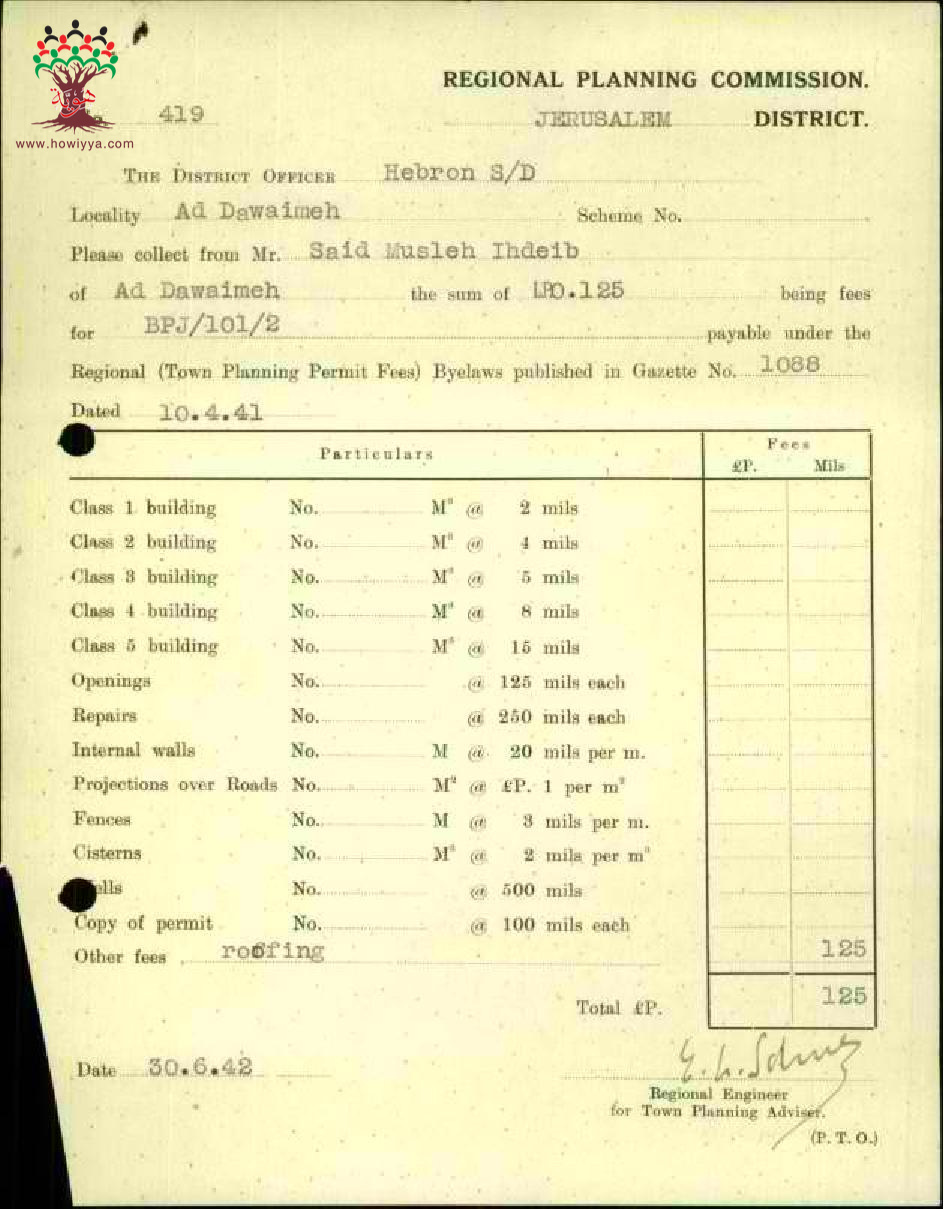 هوية
www.howiyya.com
REGIONAL PLANNING COMMISSION.
419 JERUSALEM DISTRICT.
THE DISTRICT OFFICER Hebron S/D
Locality Ad Dawaimeh Scheme No.
Please collect from Mr. Said Musleh Ihdeib
of Ad Dawaimeh the sum of LPO.125 being fees
for BPJ/101/2 payable under the
Regional (Town Planning Permit Fees) Byelaws published in Gazette No. 1088
Dated 10.4.41
Particulars Fees
£P. Mils
Class 1 building No. M² @ 2 mils
Class 2 building No. M² @ 4 mils
Class 3 building No. M² @ 5 mils
Class 4 building No. M² @ 8 mils
Class 5 building No. M² @ 15 mils
Openings No. @ 125 mils each
Repairs No. @ 250 mils each
Internal walls No. M @ 20 mils per m.
Projections over Roads No. M² @ £P. 1 per m²
Fences No. M @ 3 mils per m.
Cisterns No. M³ @ 2 mils per m³
ells No. @ 500 mils
Copy of permit No. @ 100 mils each
Other fees roofing 125
Total £P. 125
Date 30.6.42
Regional Engineer
for Town Planning Adviser.
(P. T. O.)